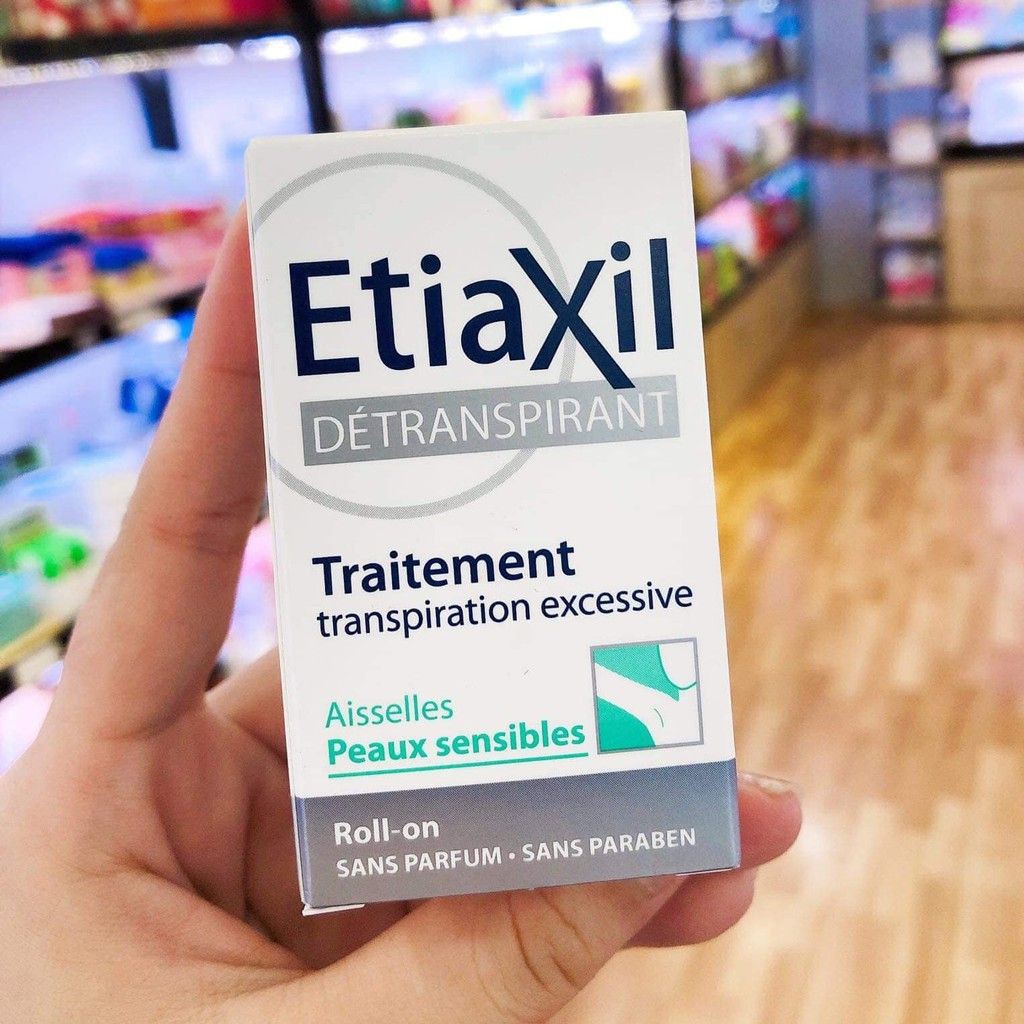 Etiaxil
DÉTRANSPIRANT
Traitement
transpiration excessive
Aisselles
Peaux sensibles
Roll-on
SANS PARFUM • SANS PARABEN